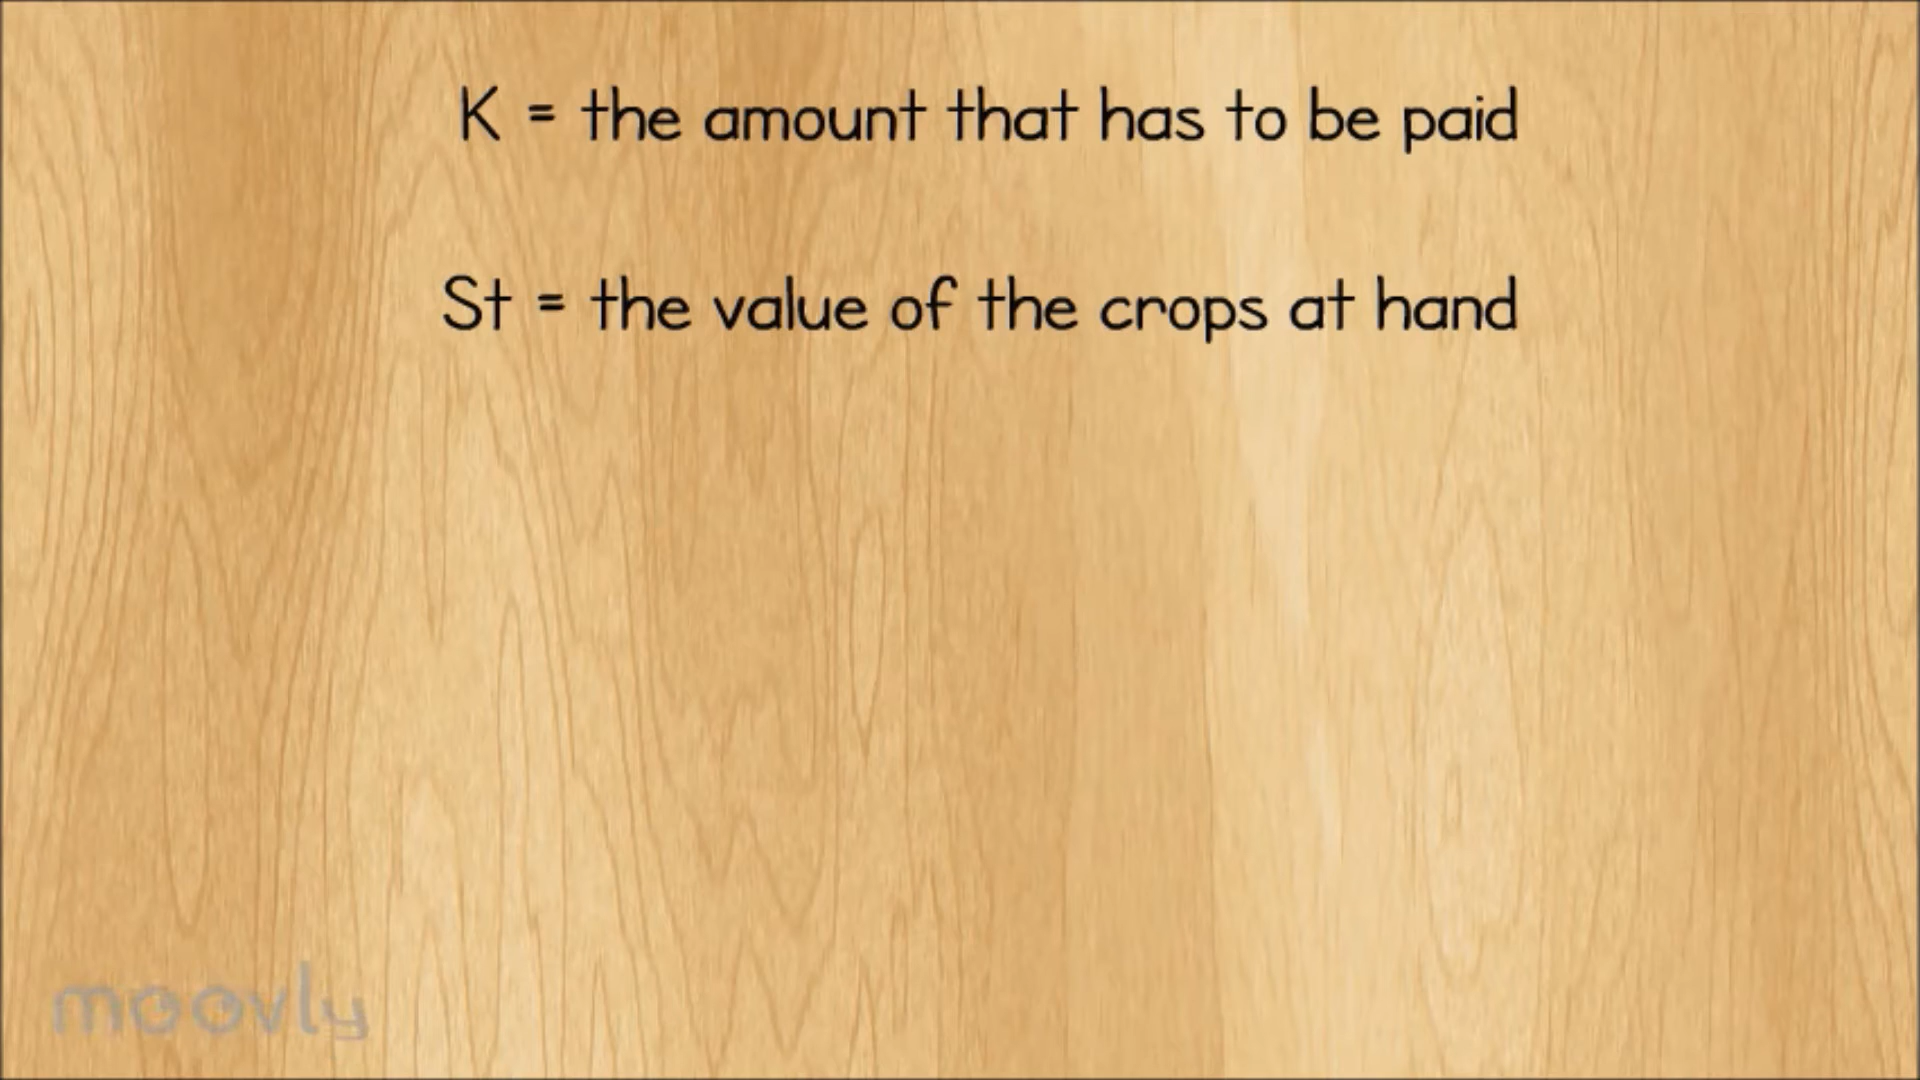 K = the amount that has to be paid
St = the value of the crops at hand
moovly